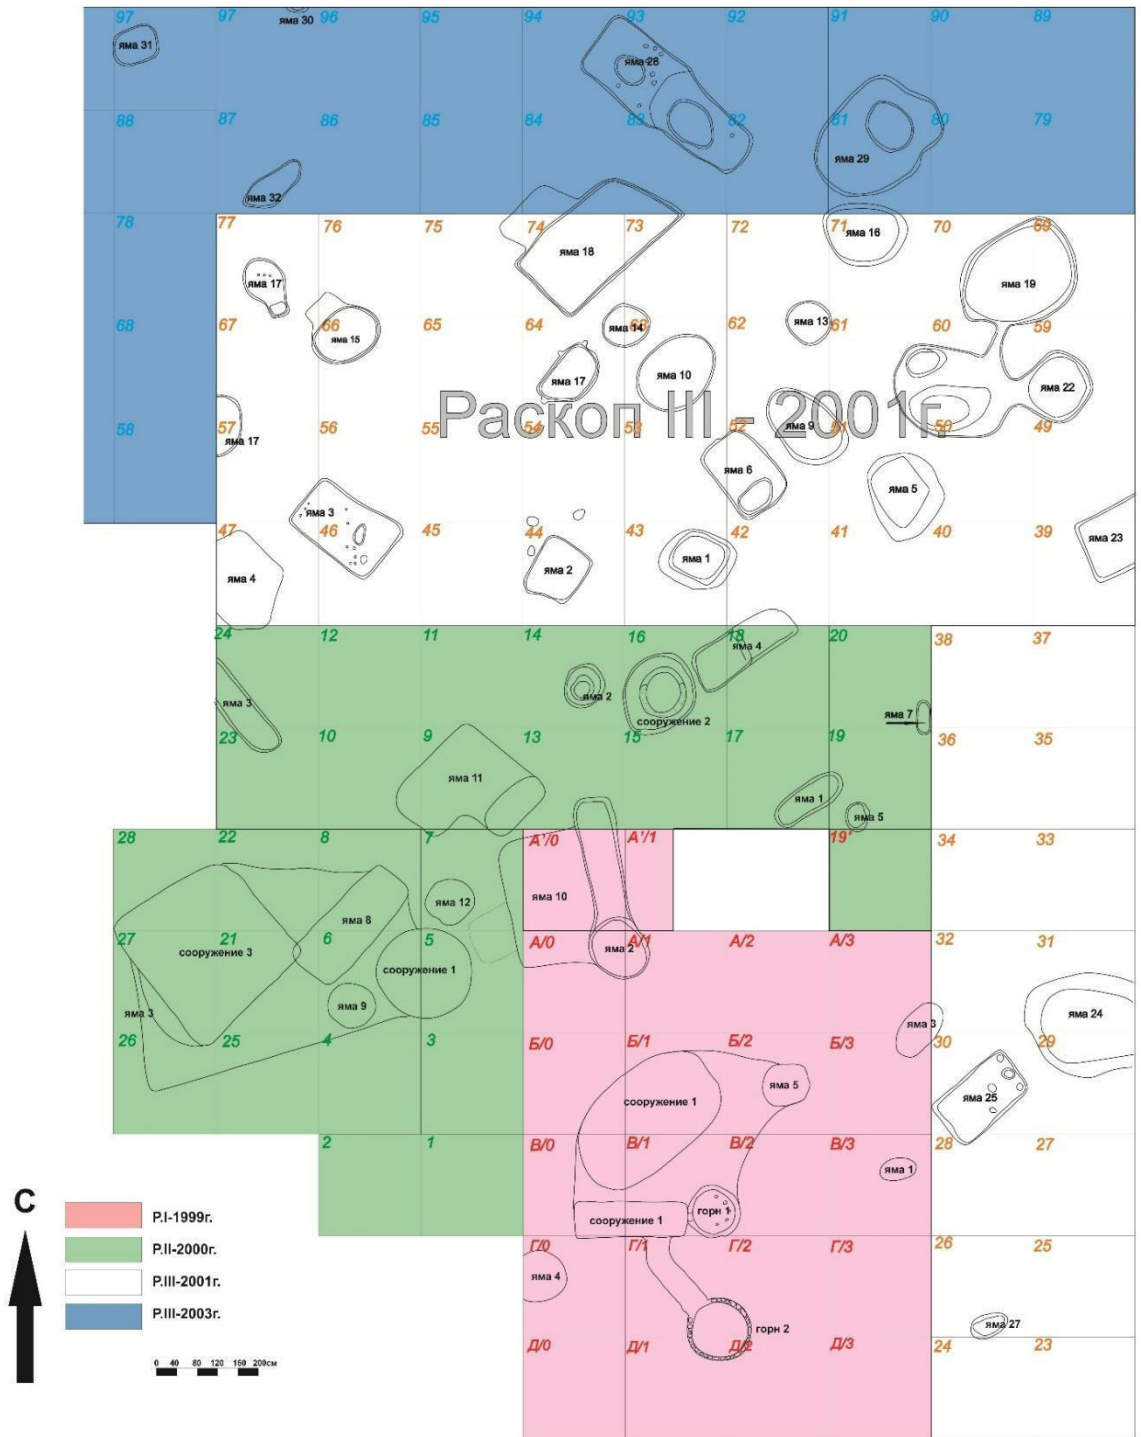 97 97 96 95 94 93 92 91 90 89
яма 30
яма 31
яма 28
88 87 86 85 84 83 82 81 80 79
яма 29
яма 32
78 77 76 75 74 73 72 71 70 69
яма 16
яма 18
яма 17
яма 19
68 67 66 65 64 63 62 61 60 59
яма 14
яма 13
яма 15
яма 17
яма 10
яма 22
Раскоп III - 2001г.
58 57 56 55 54 53 52 51 50 49
яма 17
яма 9
яма 6
яма 5
яма 3
47 46 45 44 43 42 41 40 39
яма 23
яма 4
яма 2
яма 1
24 12 11 14 16 18 20 38 37
яма 4
яма 2
яма 3
сооружение 2
яма 7
23 10 9 13 15 17 19 36 35
яма 11
яма 1
яма 5
28 22 8 7 А'/0 А'/1 19' 34 33
яма 10
яма 12
яма 8
27 21 6 5 А/0 А/1 А/2 А/3 32 31
сооружение 3
яма 2
сооружение 1
яма 9
яма 3
яма 3
яма 24
26 25 4 3 Б/0 Б/1 Б/2 Б/3 30 29
яма 5
сооружение 1
яма 25
2 1 В/0 В/1 В/2 В/3 28 27
яма 1
С
Р.I-1999г.
сооружение 1
горн 1
Р.II-2000г.
Г/0 Г/1 Г/2 Г/3 26 25
яма 4
Р.III-2001г.
Р.III-2003г.
яма 27
горн 2
Д/0 Д/1 Д/2 Д/3 24 23
0 40 80 120 160 200см